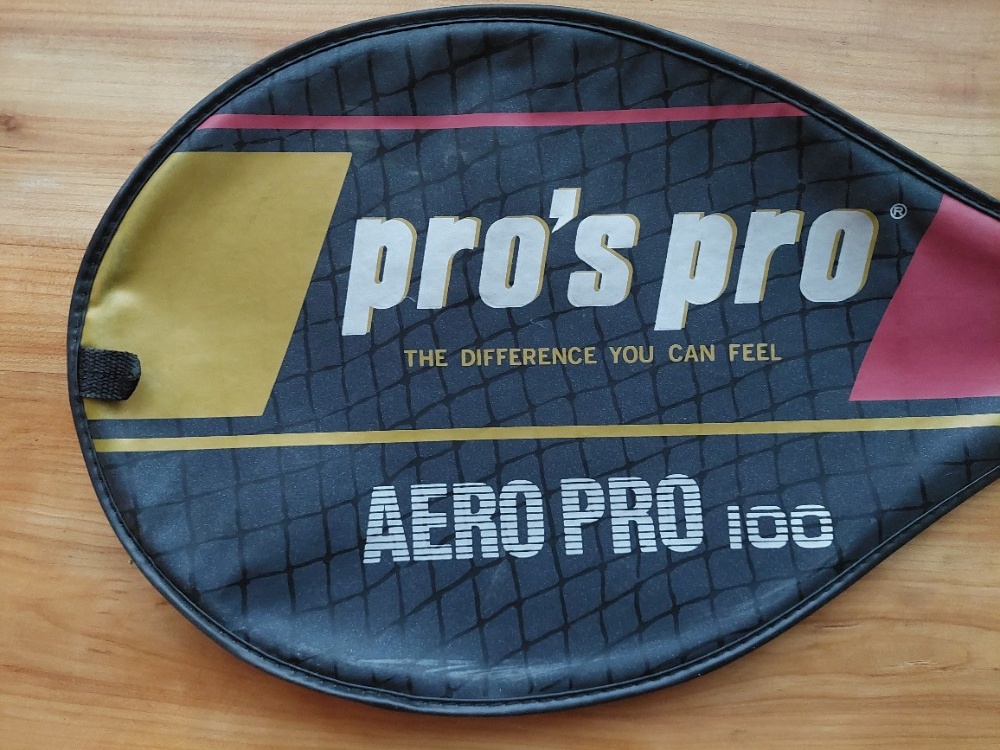 pro's pro®
THE DIFFERENCE YOU CAN FEEL
AERO PRO 100